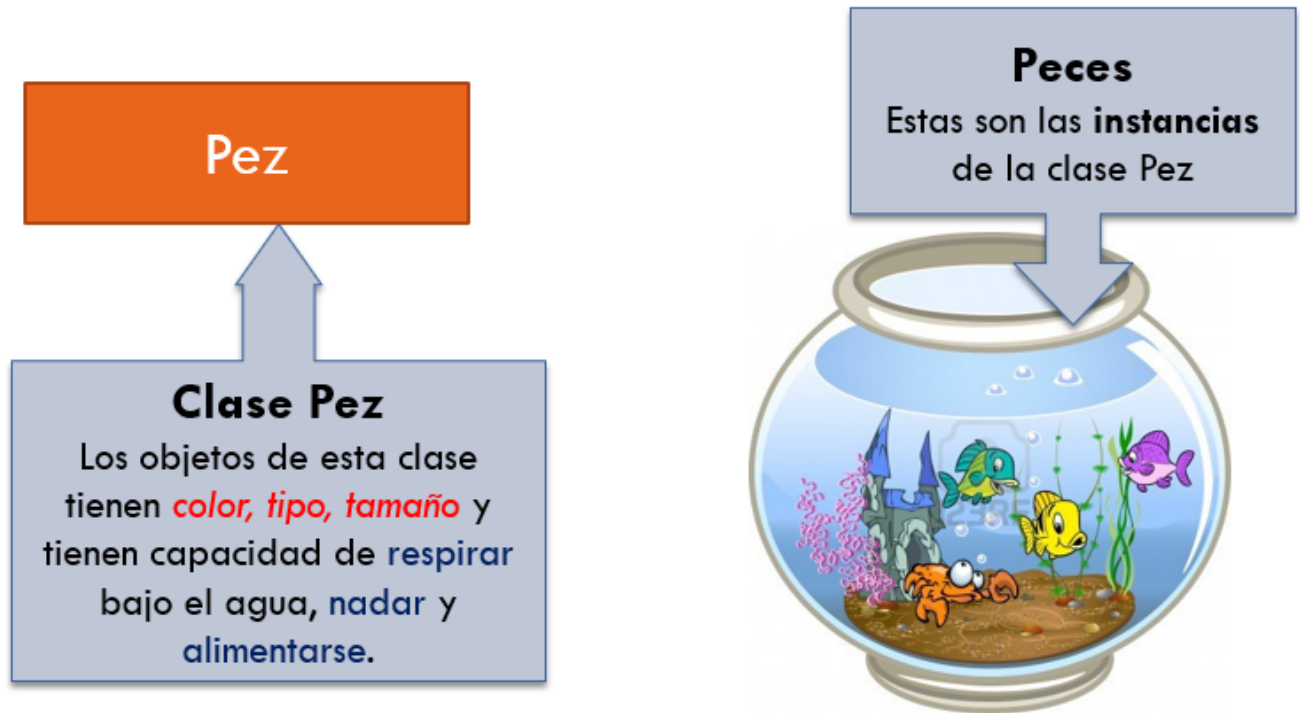 Pez
Clase Pez
Los objetos de esta clase
tienen color, tipo, tamaño y
tienen capacidad de respirar
bajo el agua, nadar y
alimentarse.
Peces
Estas son las instancias
de la clase Pez